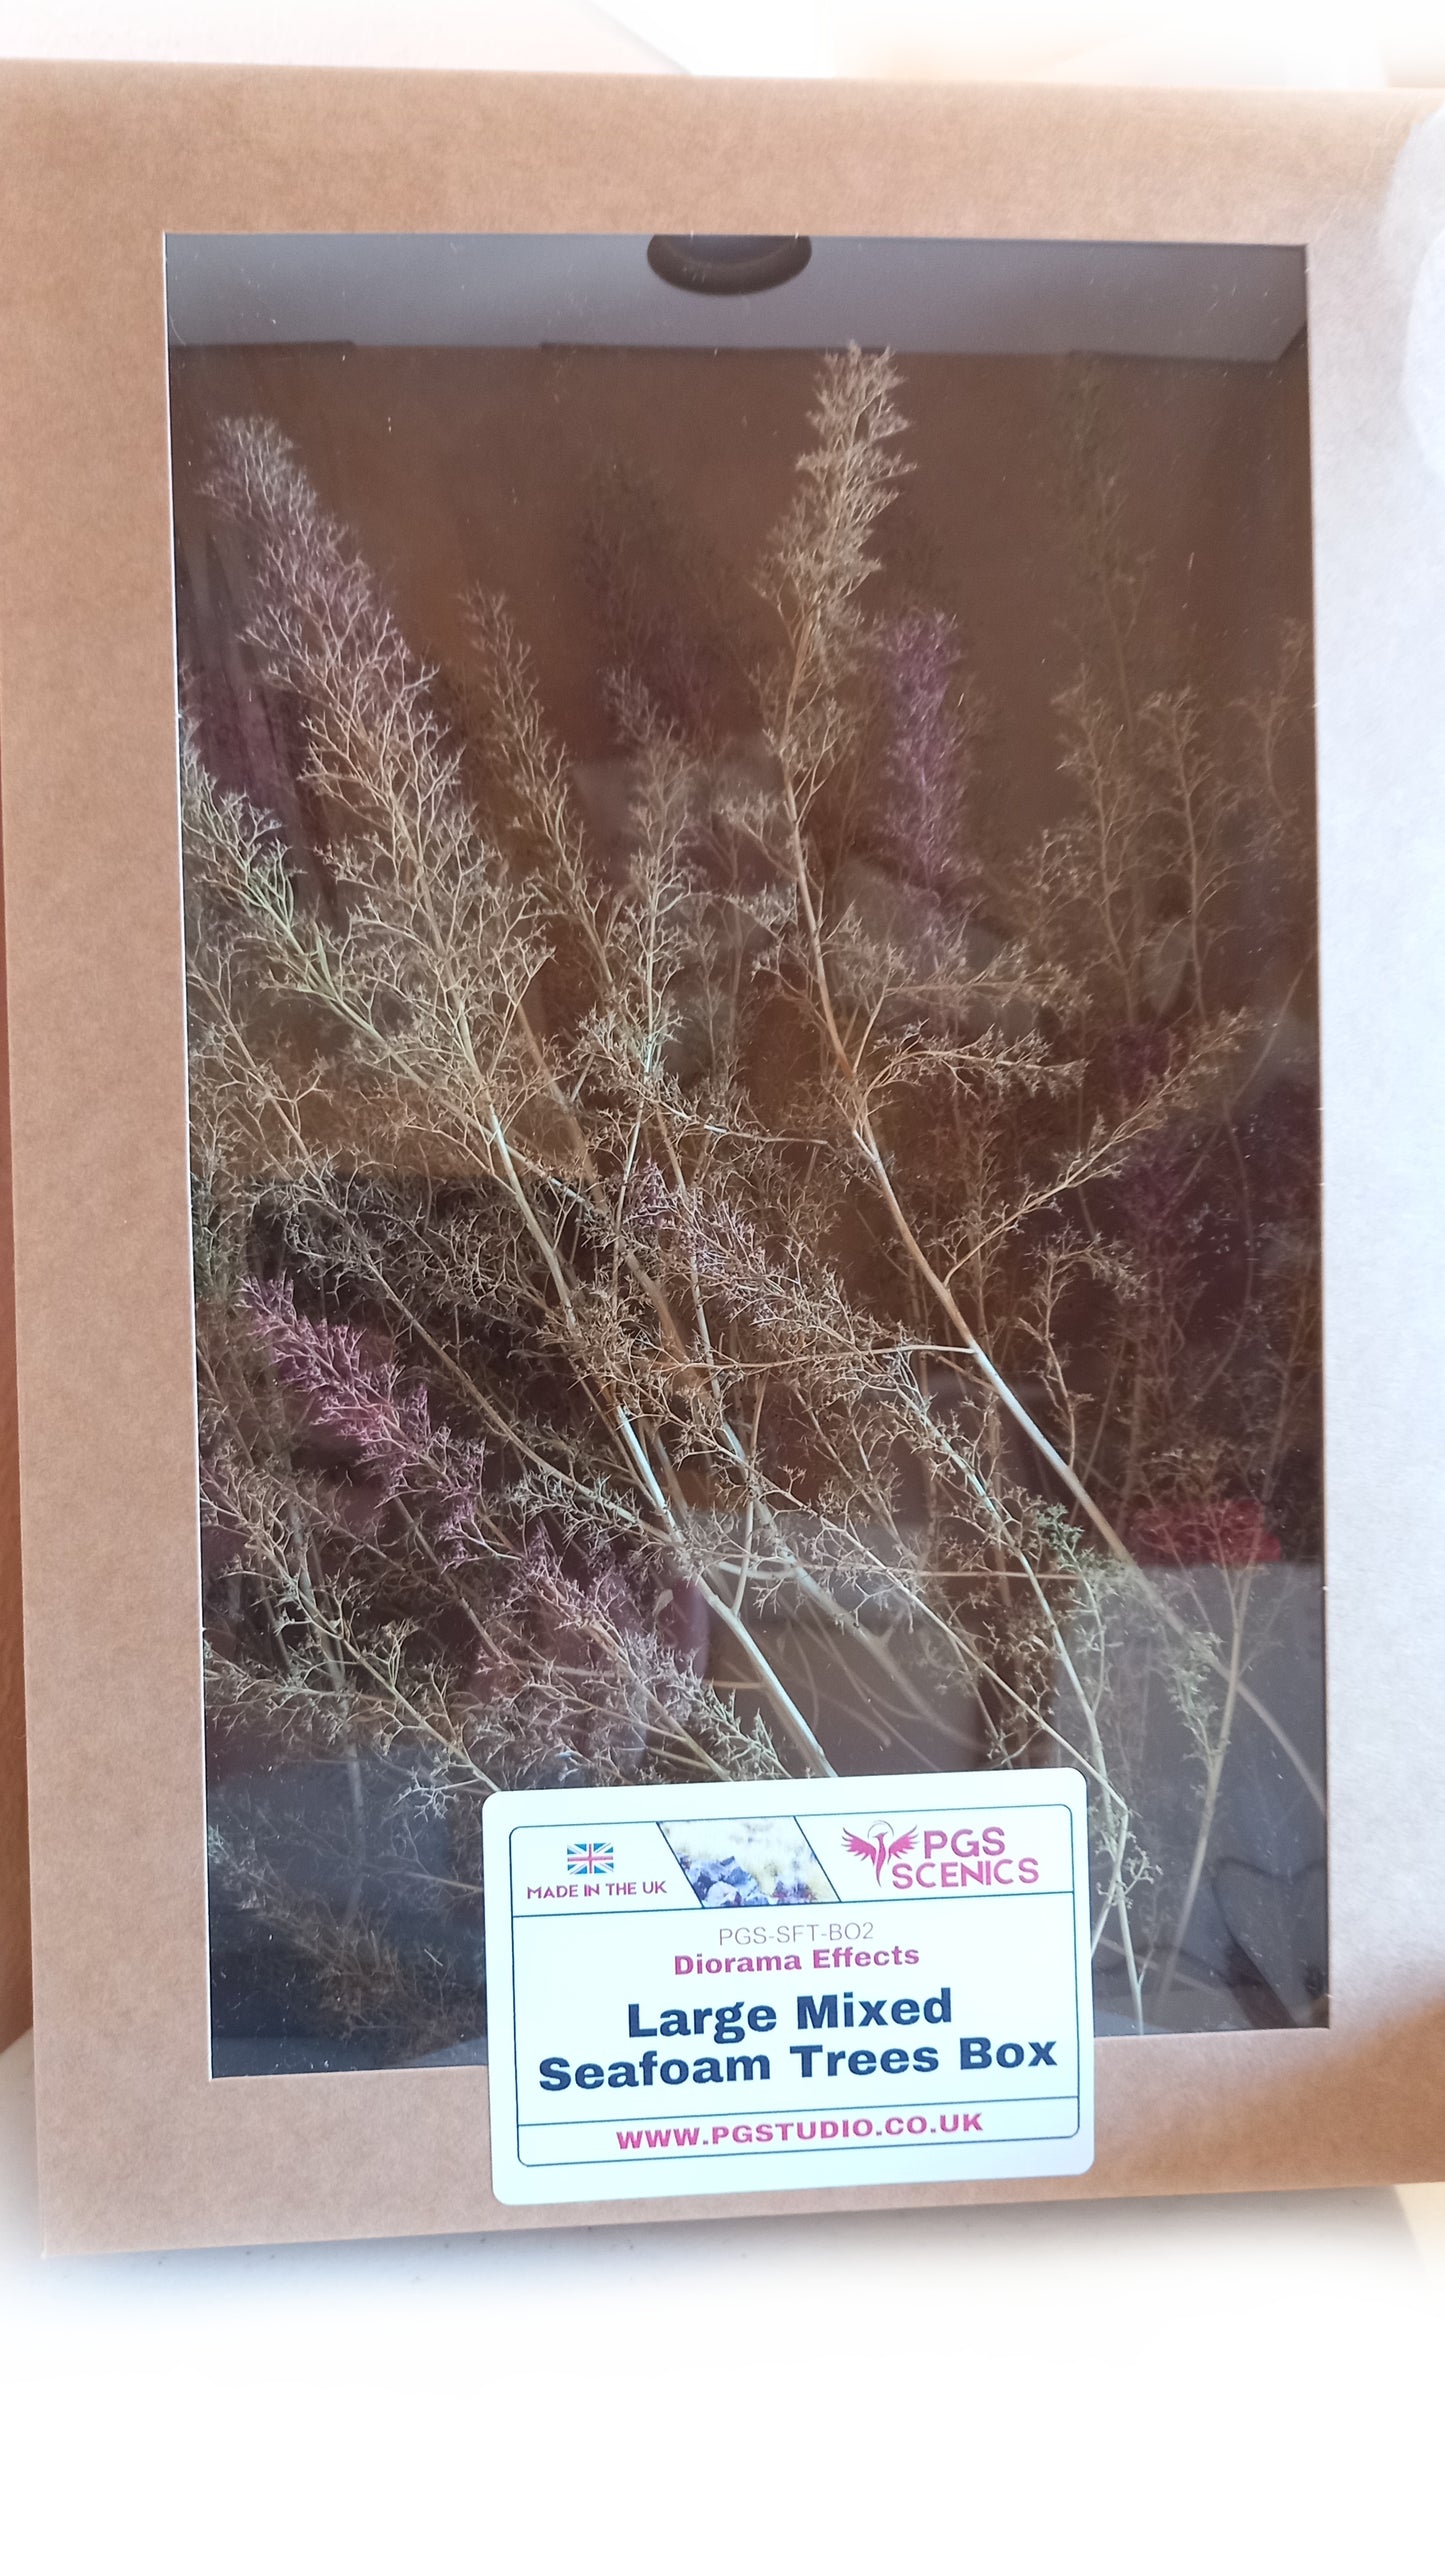 MADE IN THE UK
PGS
SCENICS
PGS-SFT-BO2
Diorama Effects
Large Mixed
Seafoam Trees Box
WWW.PGSTUDIO.CO.UK